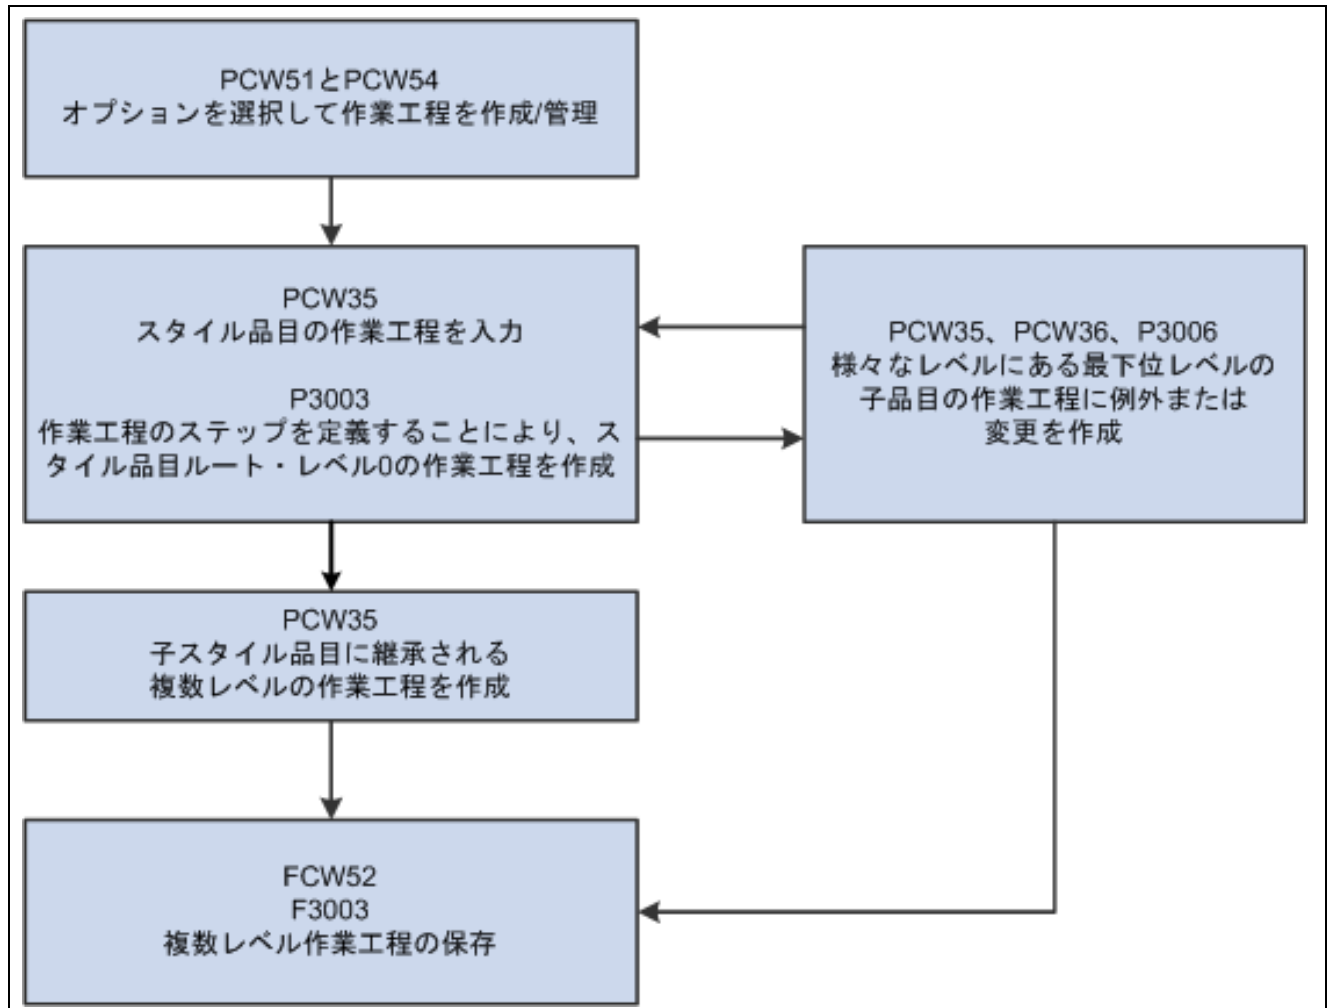 PCW51とPCW54
オプションを選択して作業工程を作成/管理
PCW35
スタイル品目の作業工程を入力
P3003
作業工程のステップを定義することにより、ス
タイル品目ルート・レベル0の作業工程を作成
PCW35、PCW36、P3006
様々なレベルにある最下位レベルの
子品目の作業工程に例外または
変更を作成
PCW35
子スタイル品目に継承される
複数レベルの作業工程を作成
FCW52
F3003
複数レベル作業工程の保存